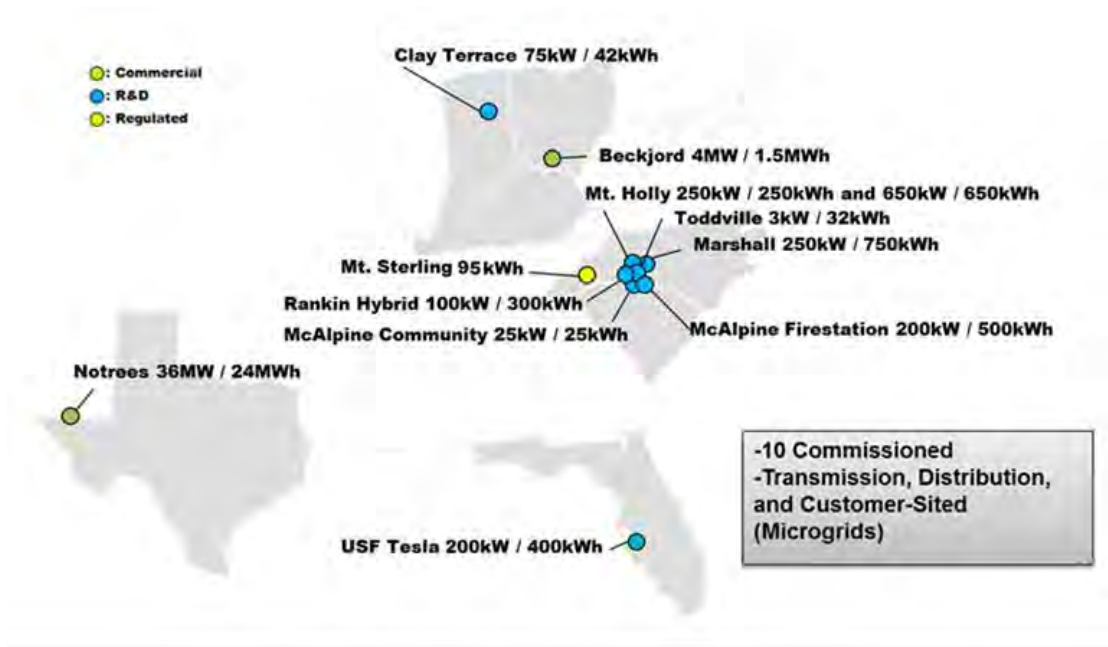 Clay Terrace 75kW / 42kWh
: Commercial
: R&D
: Regulated
Beckjord 4MW / 1.5MWh
Mt. Holly 250kW / 250kWh and 650kW / 650kWh
Toddville 3kW / 32kWh
Marshall 250kW / 750kWh
Mt. Sterling 95kWh
Rankin Hybrid 100kW / 300kWh
McAlpine Community 25kW / 25kWh
McAlpine Firestation 200kW / 500kWh
Notrees 36MW / 24MWh
-10 Commissioned
-Transmission, Distribution,
and Customer-Sited
(Microgrids)
USF Tesla 200kW / 400kWh